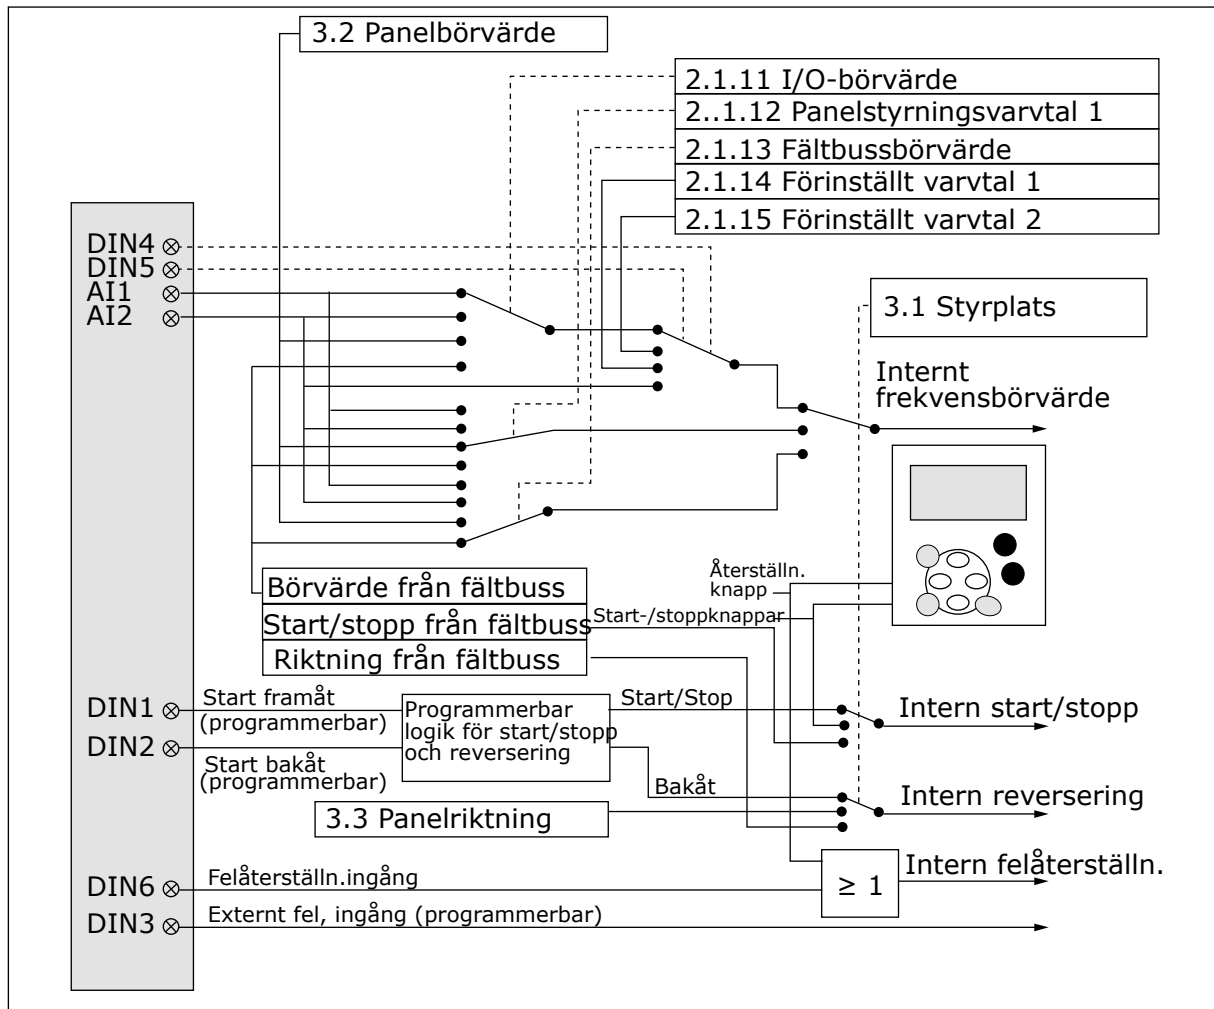 3.2 Panelbörvärde
2.1.11 I/O-börvärde
2..1.12 Panelstyrningsvarvtal 1
2.1.13 Fältbussbörvärde
2.1.14 Förinställt varvtal 1
2.1.15 Förinställt varvtal 2
DIN4
DIN5
AI1
AI2
3.1 Styrplats
Internt
frekvensbörvärde
Återställn.
knapp
Börvärde från fältbuss
Start/stopp från fältbuss
Start-/stoppknappar
Riktning från fältbuss
DIN1
Start framåt
(programmerbar)
DIN2
Start bakåt
(programmerbar)
Programmerbar
logik för start/stopp
och reversering
Start/Stop
Intern start/stopp
Bakåt
Intern reversering
3.3 Panelriktning
DIN6
Felåterställn.ingång
≥ 1
Intern felåterställn.
DIN3
Externt fel, ingång (programmerbar)